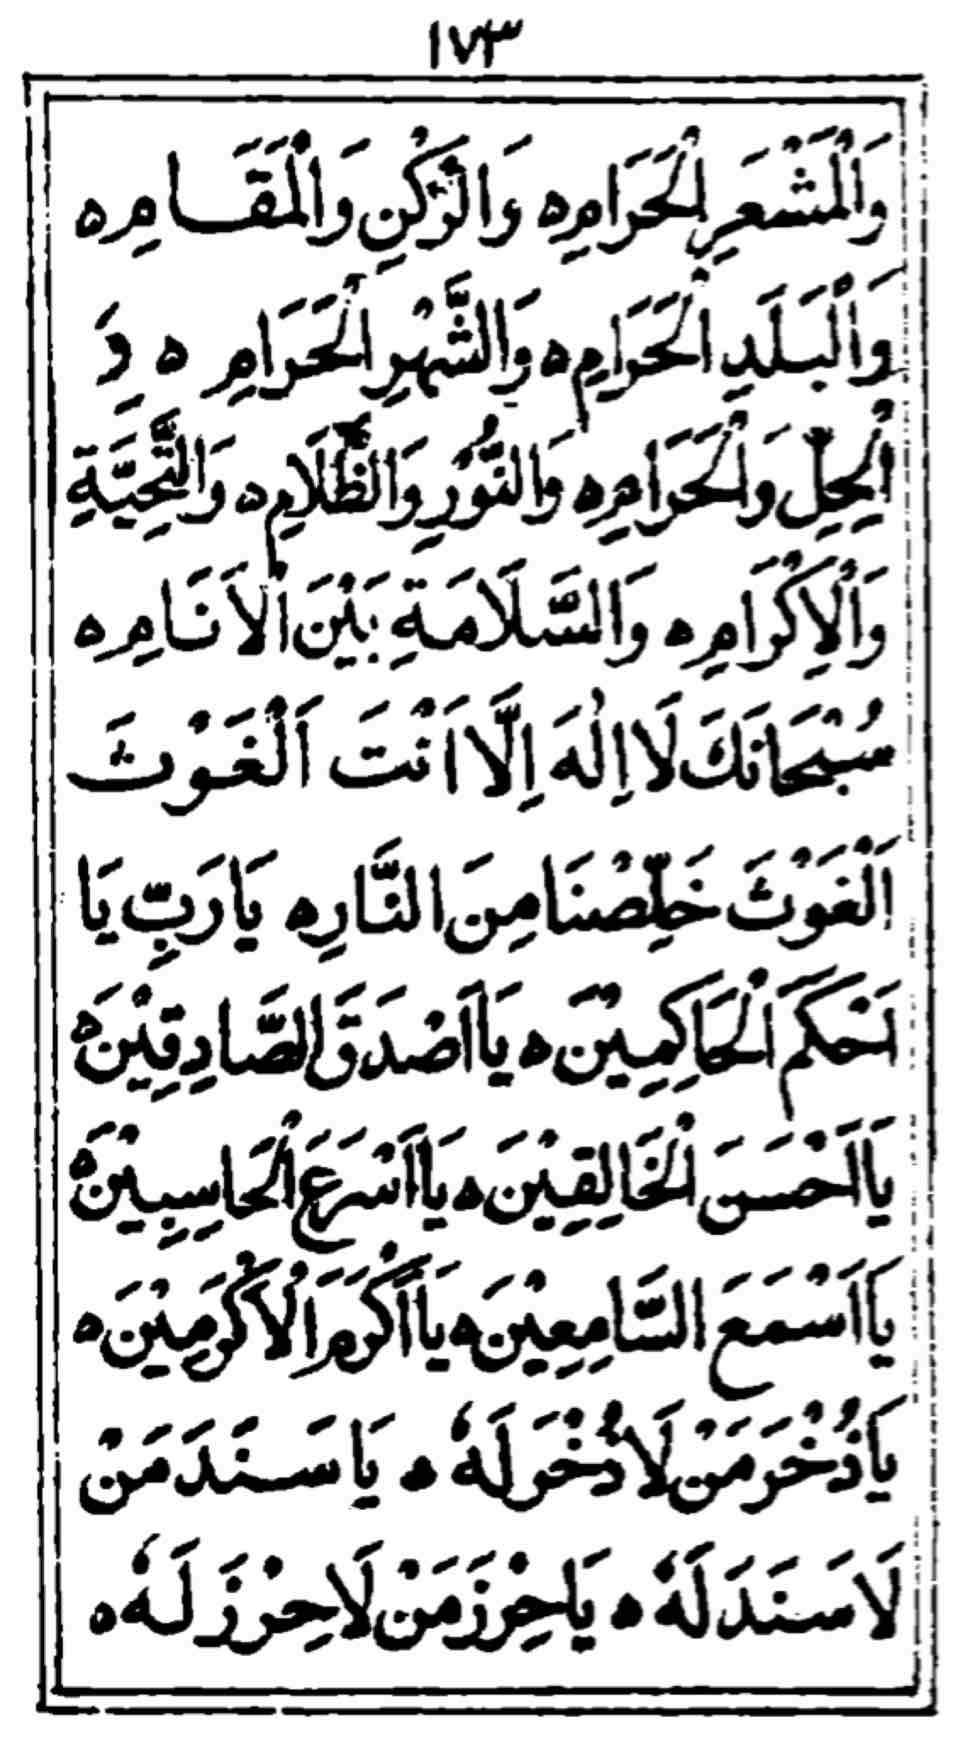 ١٧٣
وَالْمَشْعَرِ الْحَرَامِ ه وَالرُّكْنِ وَالْمَقَامِ ه
وَالْبَلَدِ الْحَرَامِ ه وَالشَّهْرِ الْحَرَامِ ه وَ
الْحِلِّ وَالْحَرَامِ ه وَالنُّوْرِ وَالظَّلَامِ ه وَالتَّحِيَّةِ
وَالْاِكْرَامِ ه وَالسَّلَامَةِ بَيْنَ الْاَنَامِ ه
سُبْحَانَكَ لَا اِلٰهَ اِلَّا اَنْتَ اَلْغَوْثَ
اَلْغَوْثَ خَلِّصْنَا مِنَ النَّارِ ه يَا رَبِّ يَا
اَحْكَمَ الْحَاكِمِيْنَ ه يَا اَصْدَقَ الصَّادِقِيْنَ ه
يَا اَحْسَنَ الْخَالِقِيْنَ ه يَا اَسْرَعَ الْحَاسِبِيْنَ ه
يَا اَسْمَعَ السَّامِعِيْنَ ه يَا اَكْرَمَ الْاَكْرَمِيْنَ ه
يَا ذُخْرَ مَنْ لَا ذُخْرَ لَهُ ه يَا سَنَدَ مَنْ
لَا سَنَدَ لَهُ ه يَا حِرْزَ مَنْ لَا حِرْزَ لَهُ ه